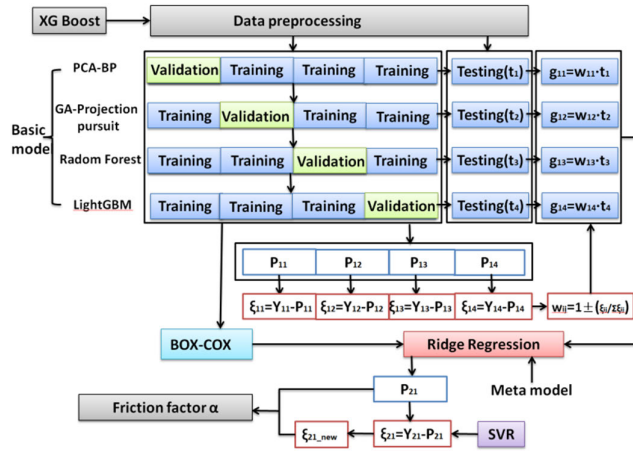 XG Boost
Data preprocessing
Basic model
PCA-BP
Validation Training Training Training Testing(t₁) g₁₁=w₁₁·t₁
GA-Projection pursuit
Training Validation Training Training Testing(t₂) g₁₂=w₁₂·t₂
Radom Forest
Training Training Validation Training Testing(t₃) g₁₃=w₁₃·t₃
LightGBM
Training Training Training Validation Testing(t₄) g₁₄=w₁₄·t₄
P₁₁ P₁₂ P₁₃ P₁₄
ξ₁₁=Y₁₁-P₁₁ ξ₁₂=Y₁₂-P₁₂ ξ₁₃=Y₁₃-P₁₃ ξ₁₄=Y₁₄-P₁₄ wᵢⱼ=1±(ξᵢⱼ/Σξᵢⱼ)
BOX-COX
Ridge Regression
P₂₁
Meta model
Friction factor α
ξ₂₁_new
ξ₂₁=Y₂₁-P₂₁
SVR